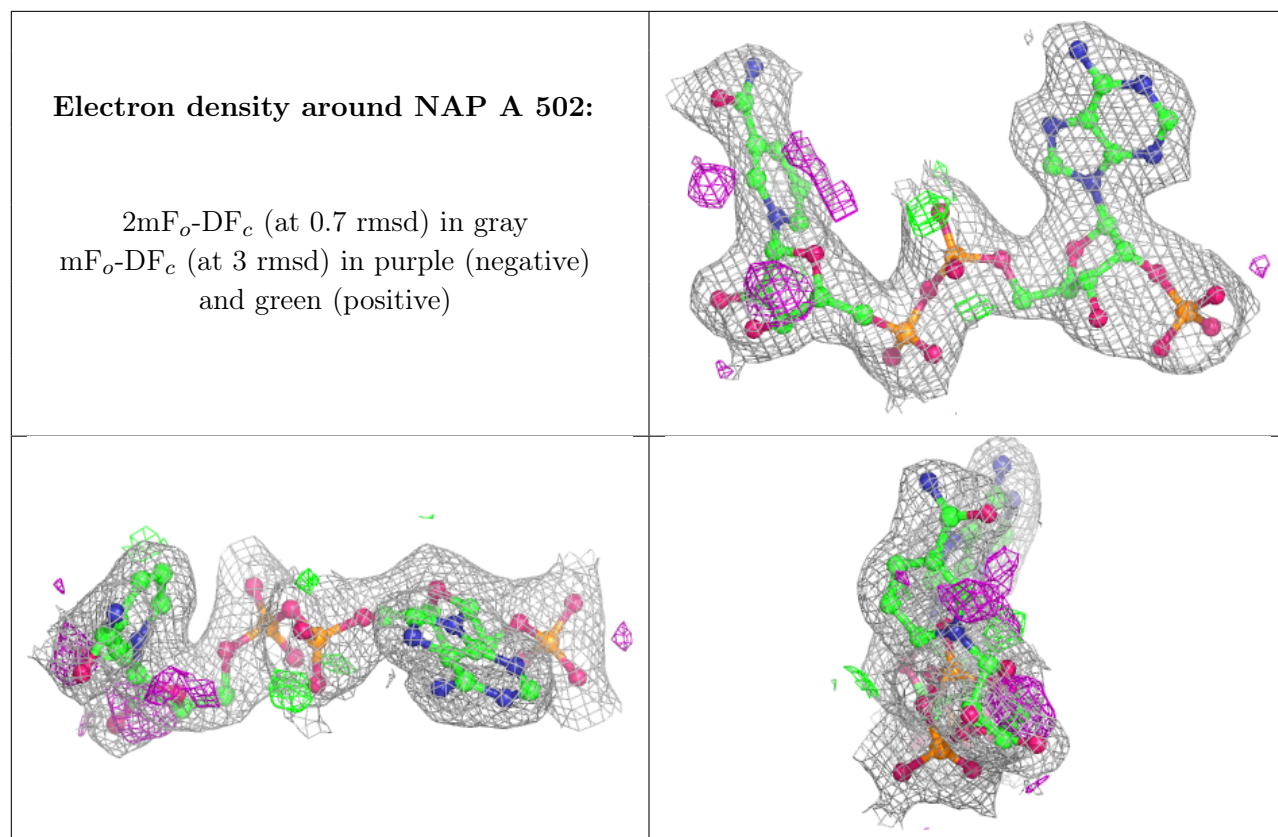 Electron density around NAP A 502:
2mFₒ-DF𝒸 (at 0.7 rmsd) in gray
mFₒ-DF𝒸 (at 3 rmsd) in purple (negative)
and green (positive)